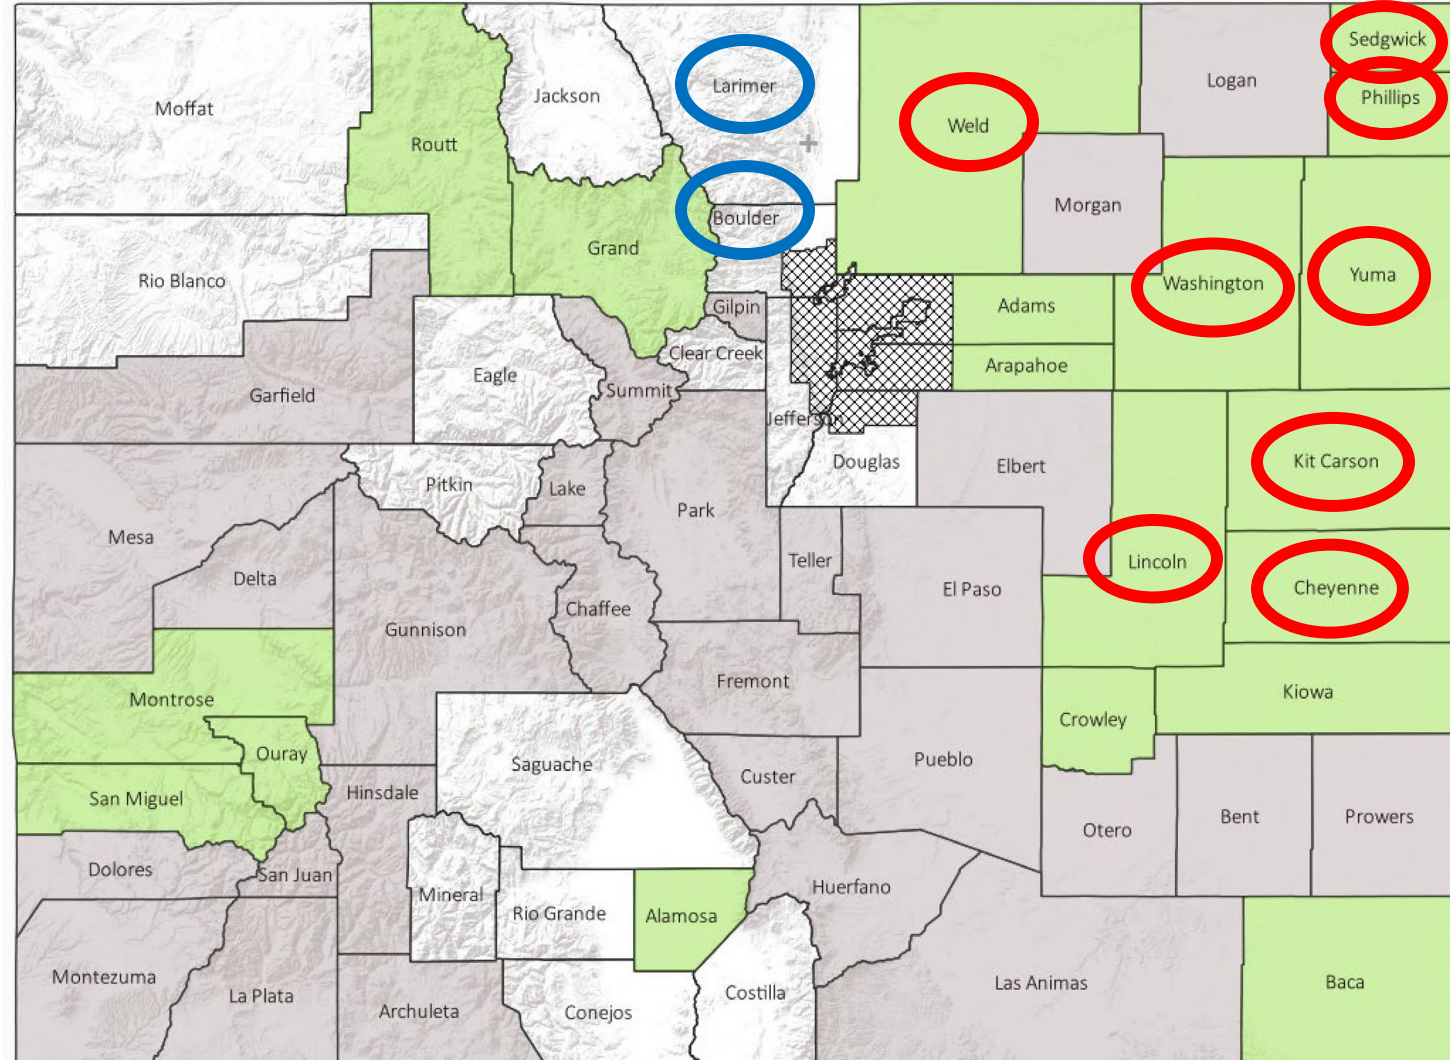 Sedgwick
Logan
Larimer
Jackson
Phillips
Moffat
Weld
Routt
Morgan
Boulder
Grand
Yuma
Rio Blanco
Washington
Gilpin
Adams
Clear Creek
Arapahoe
Eagle
Summit
Garfield
Jefferso
Douglas
Kit Carson
Elbert
Pitkin
Lake
Park
Mesa
Teller
Lincoln
Delta
El Paso
Cheyenne
Chaffee
Gunnison
Fremont
Kiowa
Montrose
Crowley
Ouray
Saguache
Pueblo
Custer
Hinsdale
San Miguel
Bent
Prowers
Otero
Dolores
San Juan
Huerfano
Mineral
Rio Grande
Alamosa
Montezuma
Las Animas
Baca
La Plata
Costilla
Archuleta
Conejos